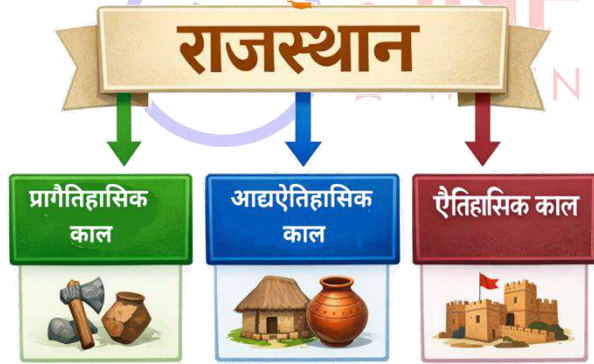 राजस्थान
प्रागैतिहासिक
काल
आद्यऐतिहासिक
काल
ऐतिहासिक काल
N